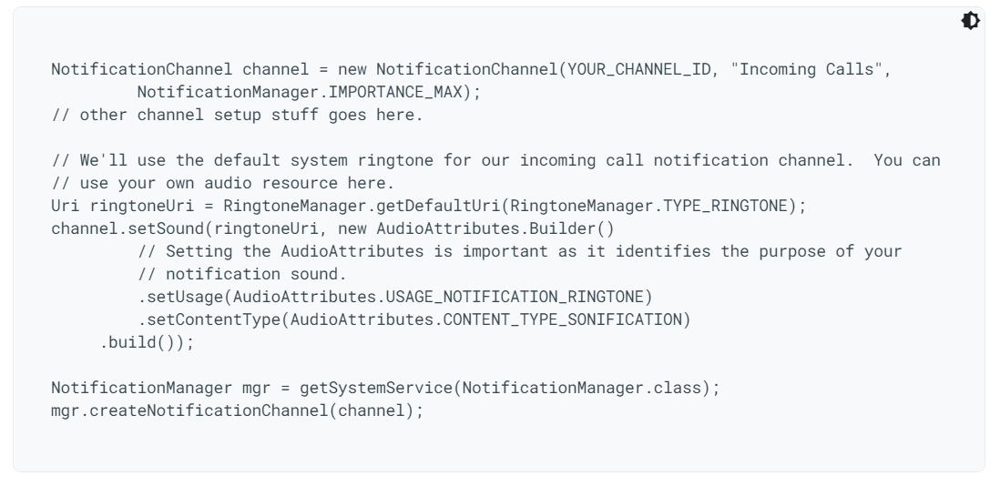 NotificationChannel channel = new NotificationChannel(YOUR_CHANNEL_ID, "Incoming Calls",
         NotificationManager.IMPORTANCE_MAX);
// other channel setup stuff goes here.

// We'll use the default system ringtone for our incoming call notification channel.  You can
// use your own audio resource here.
Uri ringtoneUri = RingtoneManager.getDefaultUri(RingtoneManager.TYPE_RINGTONE);
channel.setSound(ringtoneUri, new AudioAttributes.Builder()
         // Setting the AudioAttributes is important as it identifies the purpose of your
         // notification sound.
         .setUsage(AudioAttributes.USAGE_NOTIFICATION_RINGTONE)
         .setContentType(AudioAttributes.CONTENT_TYPE_SONIFICATION)
     .build());

NotificationManager mgr = getSystemService(NotificationManager.class);
mgr.createNotificationChannel(channel);